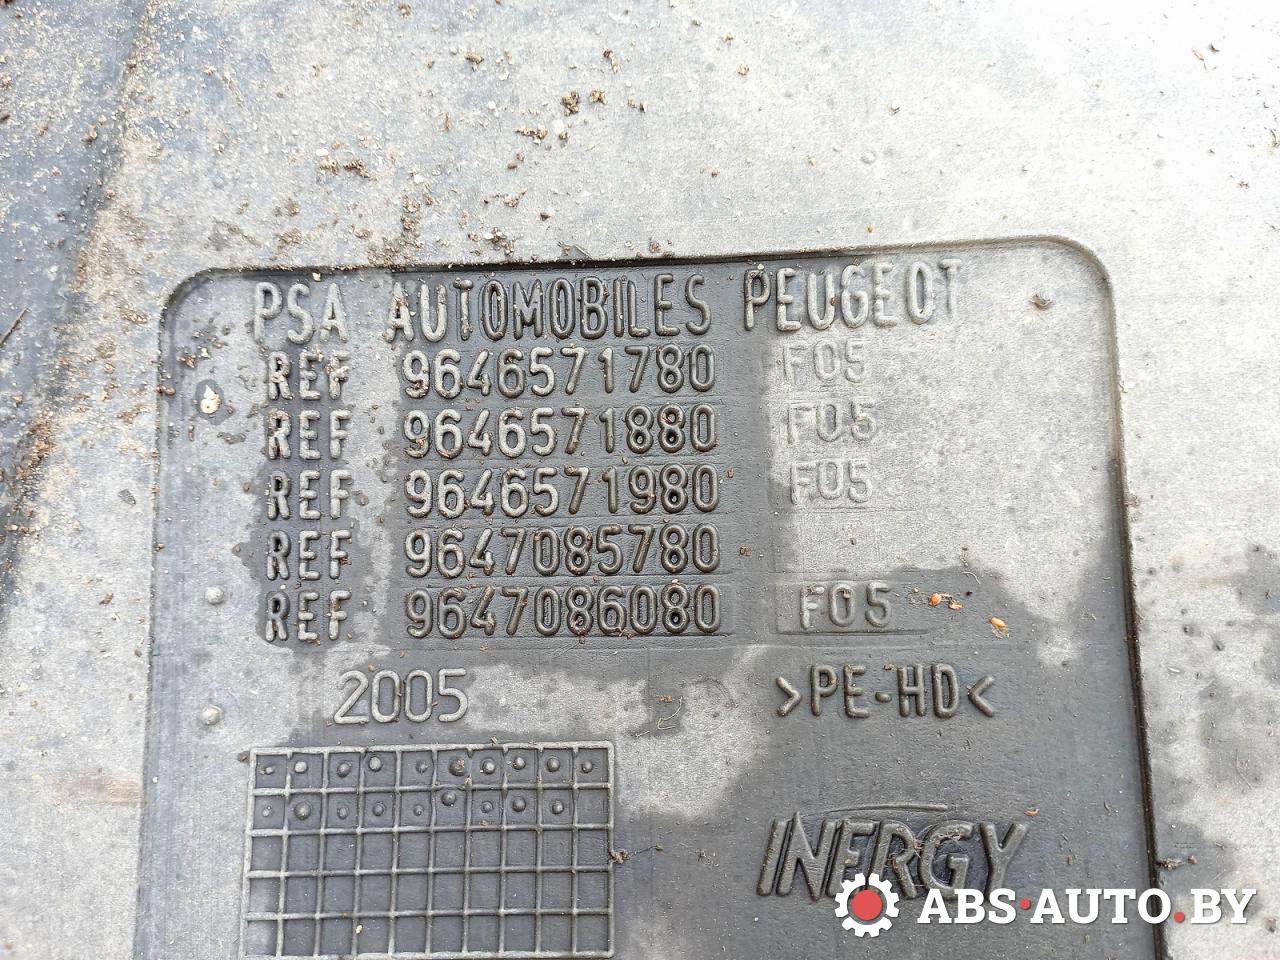 PSA AUTOMOBILES PEUGEOT
REF 9646571780 F05
REF 9646571880 F05
REF 9646571980 F05
REF 9647085780
REF 9647086080 F05
2005 >PE-HD<
INERGY
ABS-AUTO.BY